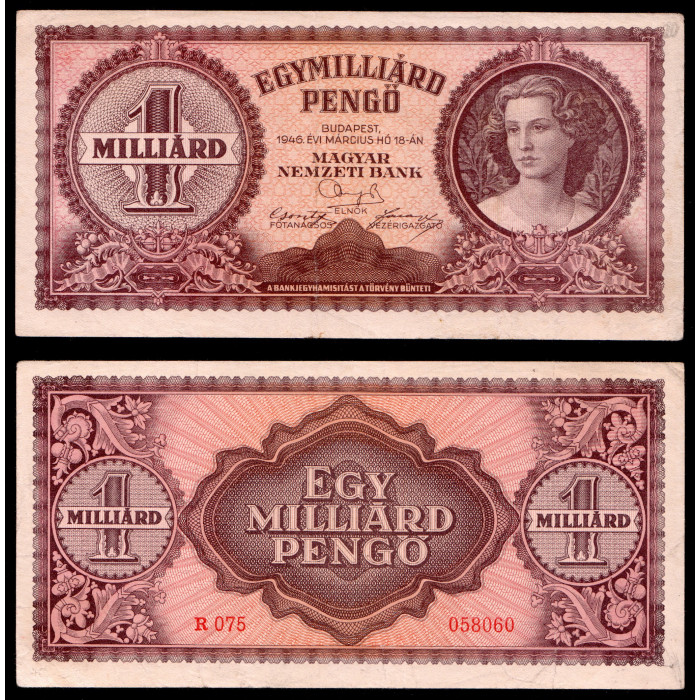 1
MILLIÁRD
EGYMILLIÁRD
PENGŐ
BUDAPEST,
1946. ÉVI MÁRCIUS HÓ 18-ÁN
MAGYAR
NEMZETI BANK
ELNÖK
FŐTANÁCSOS
VEZÉRIGAZGATÓ
A BANKJEGYHAMISÍTÁST A TÖRVÉNY BÜNTETI
1
MILLIÁRD
EGY
MILLIÁRD
PENGŐ
1
MILLIÁRD
R 075
058060